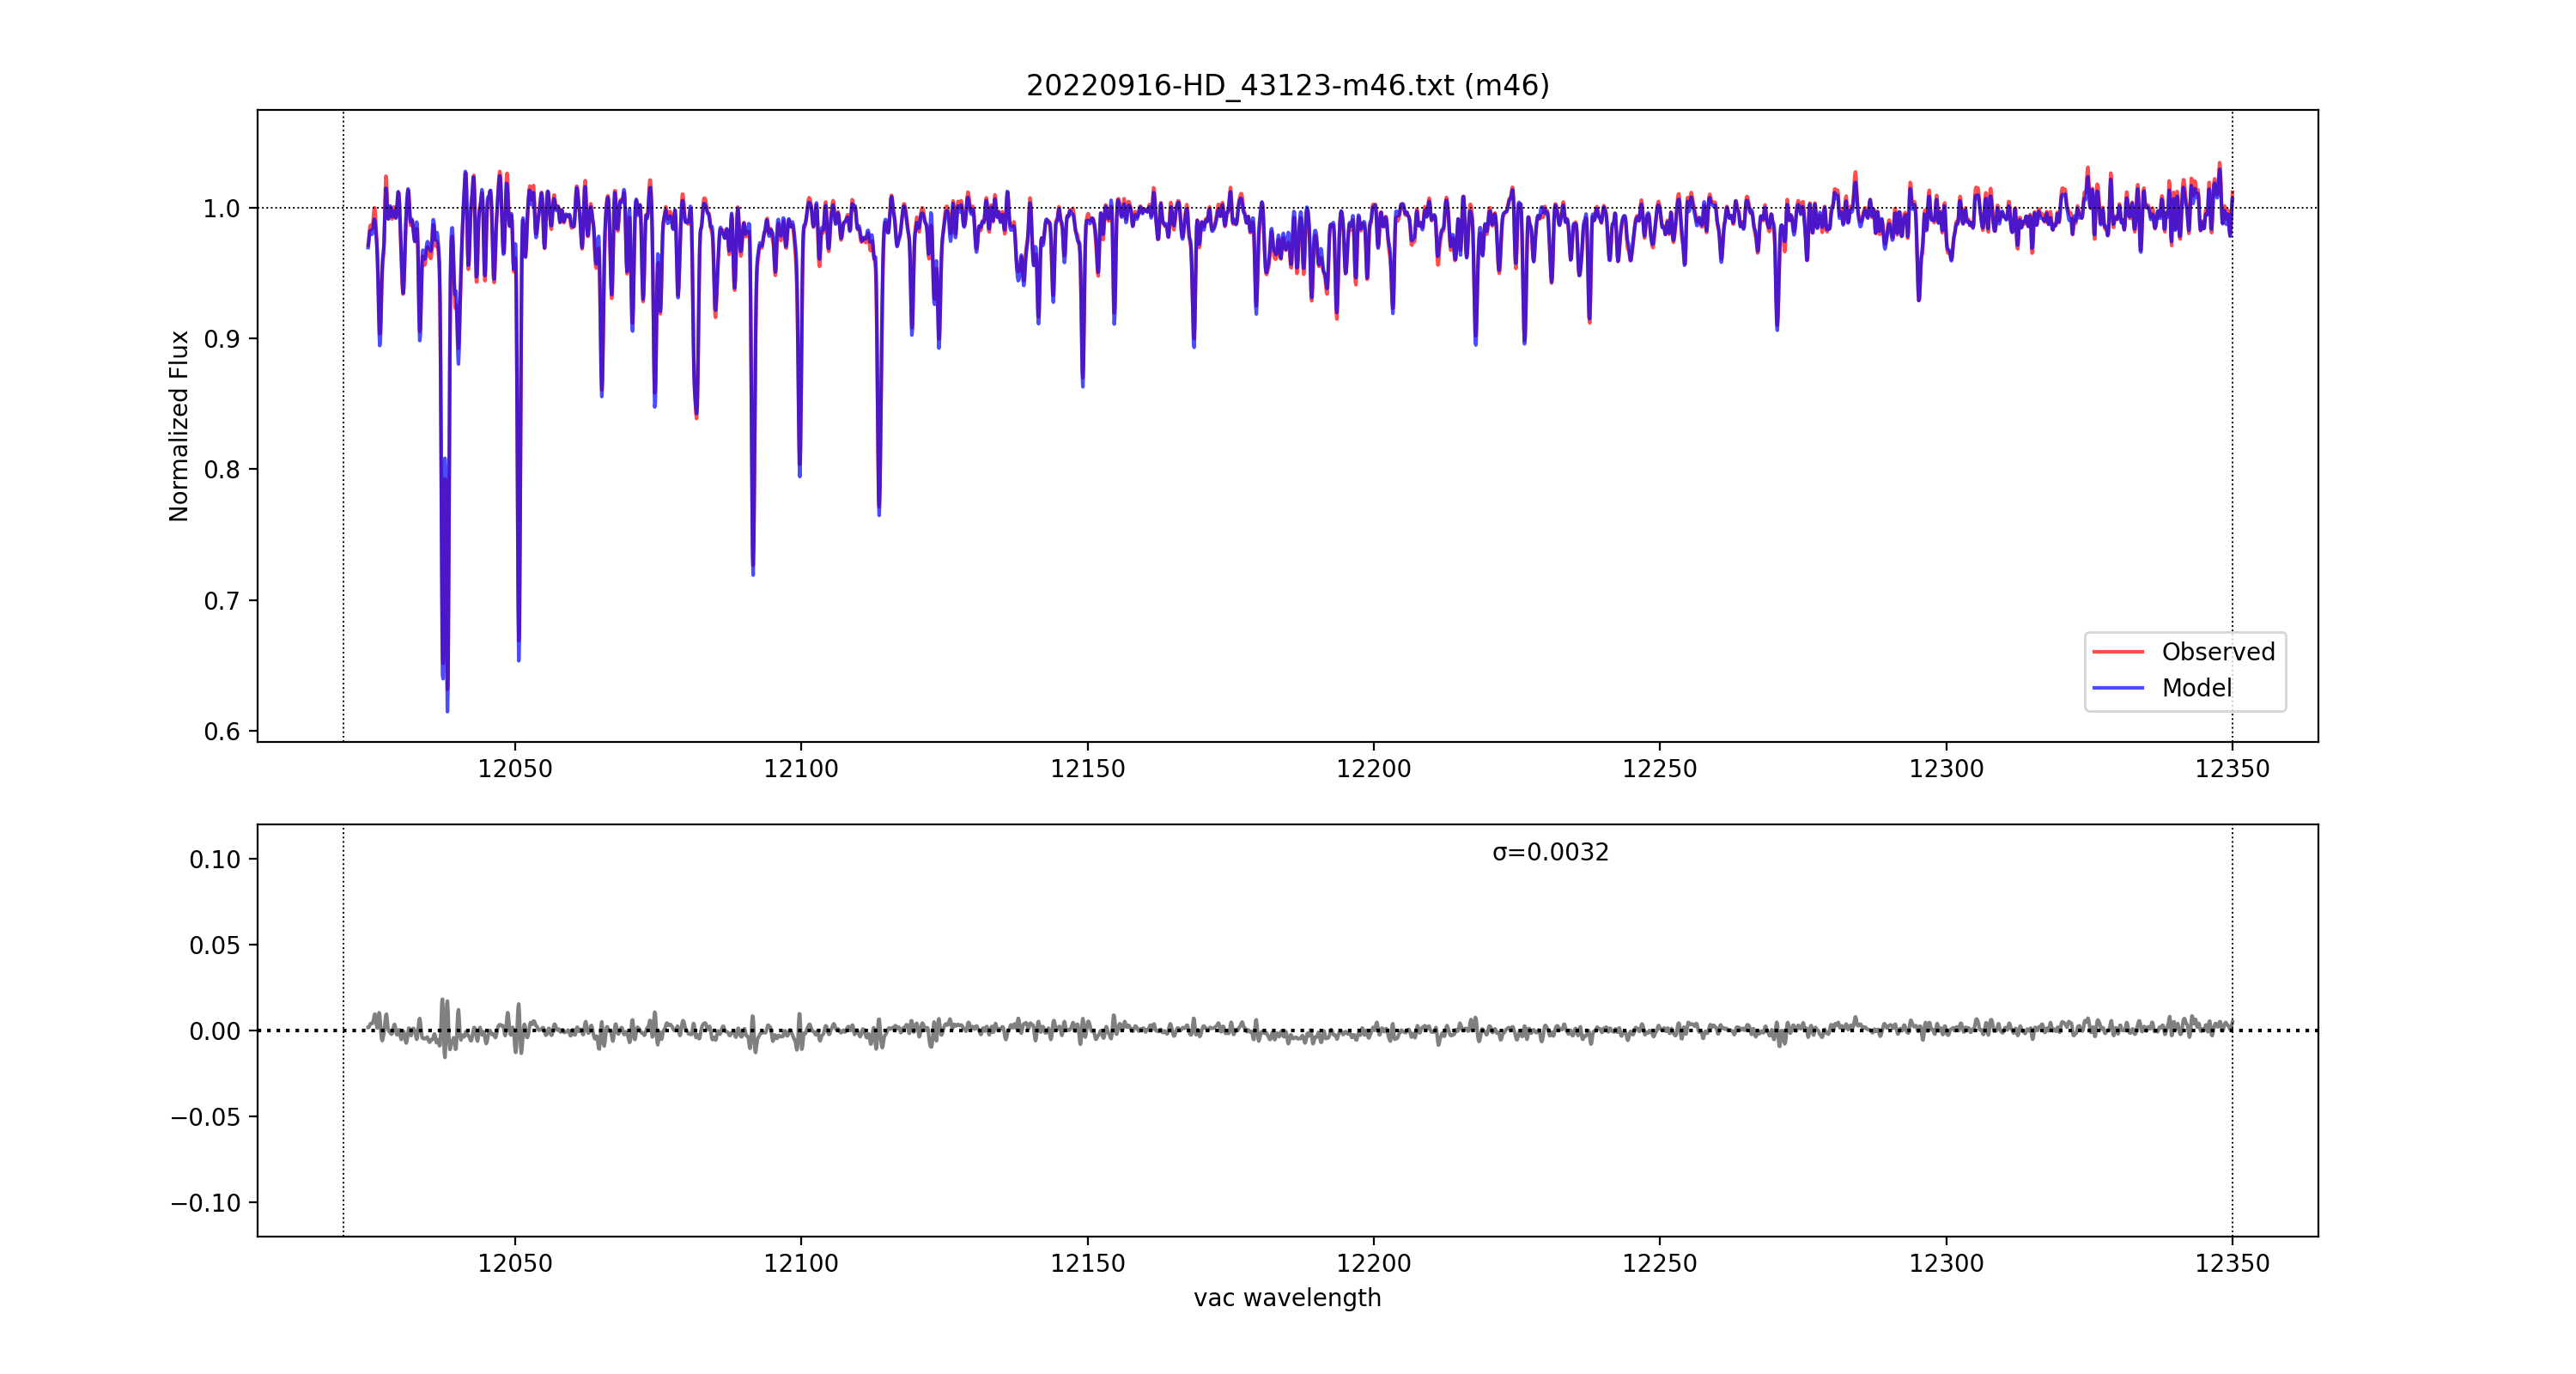 20220916-HD_43123-m46.txt (m46)
Normalized Flux
1.0
0.9
0.8
0.7
0.6
Observed
Model
12050 12100 12150 12200 12250 12300 12350
σ=0.0032
0.10
0.05
0.00
−0.05
−0.10
12050 12100 12150 12200 12250 12300 12350
vac wavelength